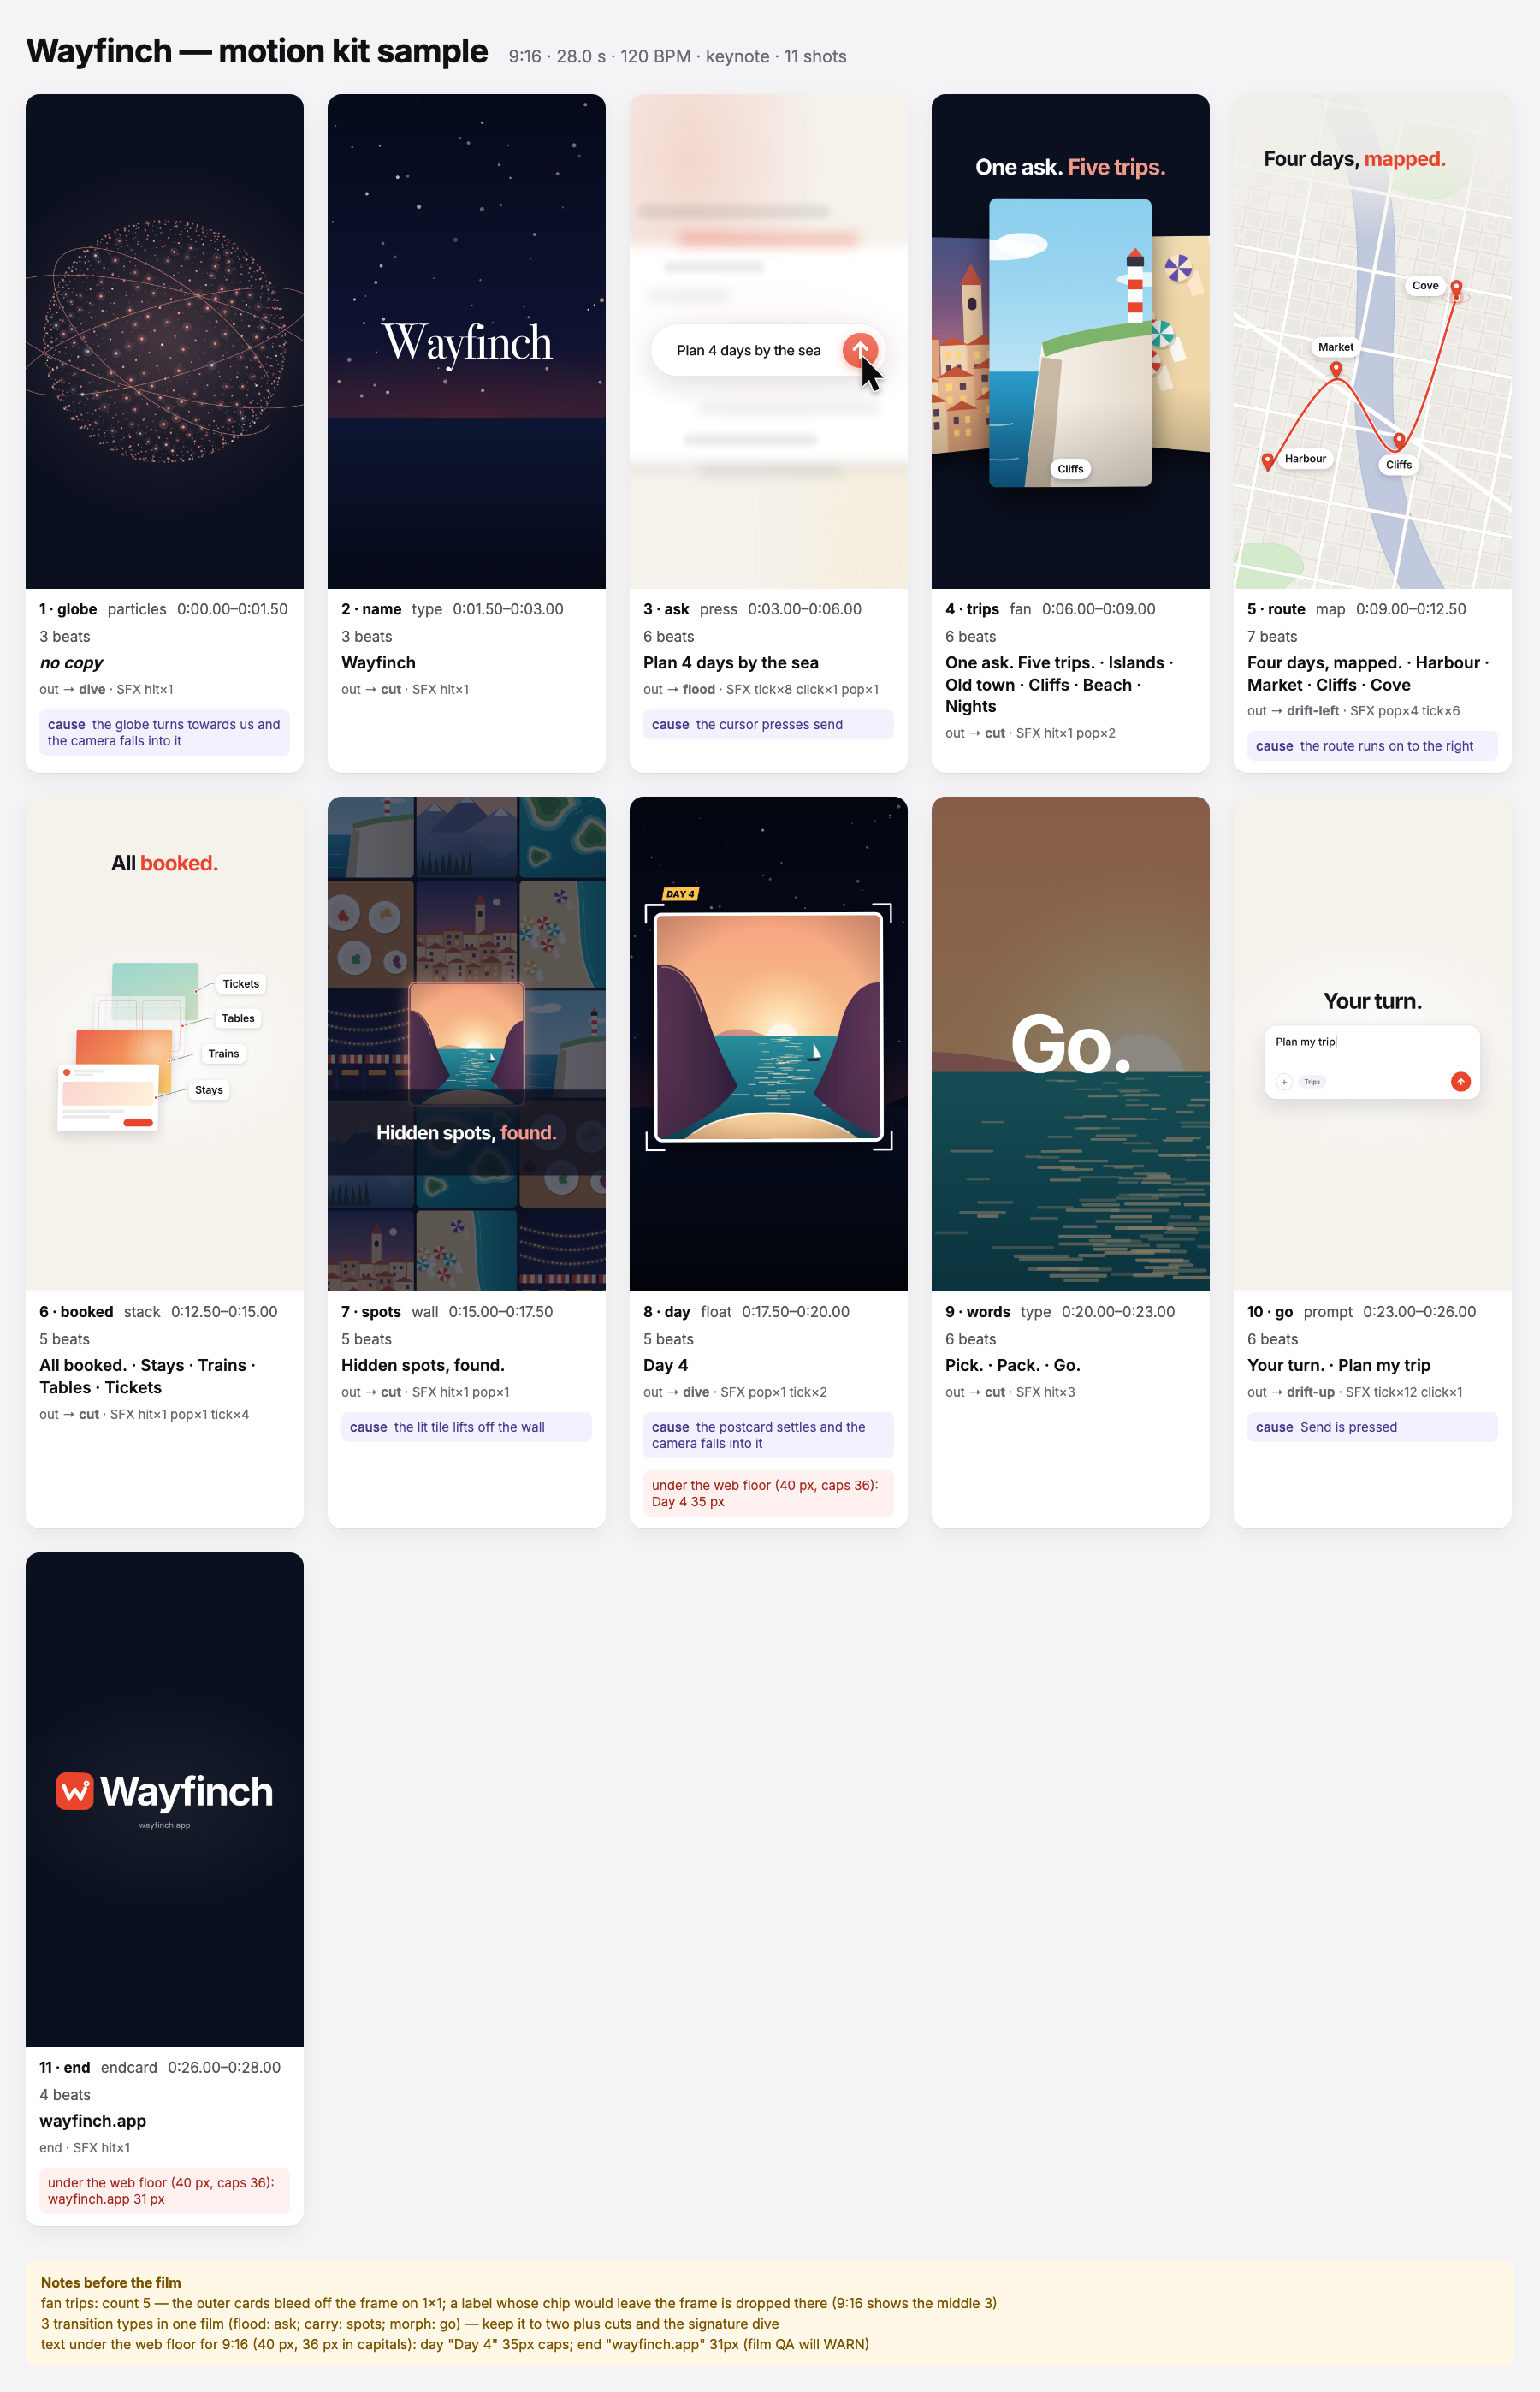 Wayfinch — motion kit sample 9:16 · 28.0 s · 120 BPM · keynote · 11 shots
1 · globe particles 0:00.00–0:01.50
3 beats
no copy
out → dive · SFX hit×1
cause the globe turns towards us and
the camera falls into it
Wayfinch
2 · name type 0:01.50–0:03.00
3 beats
Wayfinch
out → cut · SFX hit×1
Plan 4 days by the sea
3 · ask press 0:03.00–0:06.00
6 beats
Plan 4 days by the sea
out → flood · SFX tick×8 click×1 pop×1
cause the cursor presses send
One ask. Five trips.
Cliffs
4 · trips fan 0:06.00–0:09.00
6 beats
One ask. Five trips. · Islands ·
Old town · Cliffs · Beach ·
Nights
out → cut · SFX hit×1 pop×2
Four days, mapped.
Cove
Market
Harbour
Cliffs
5 · route map 0:09.00–0:12.50
7 beats
Four days, mapped. · Harbour ·
Market · Cliffs · Cove
out → drift-left · SFX pop×4 tick×6
cause the route runs on to the right
All booked.
Tickets
Tables
Trains
Stays
6 · booked stack 0:12.50–0:15.00
5 beats
All booked. · Stays · Trains ·
Tables · Tickets
out → cut · SFX hit×1 pop×1 tick×4
Hidden spots, found.
7 · spots wall 0:15.00–0:17.50
5 beats
Hidden spots, found.
out → cut · SFX hit×1 pop×1
cause the lit tile lifts off the wall
DAY 4
8 · day float 0:17.50–0:20.00
5 beats
Day 4
out → dive · SFX pop×1 tick×2
cause the postcard settles and the
camera falls into it
under the web floor (40 px, caps 36):
Day 4 35 px
Go.
9 · words type 0:20.00–0:23.00
6 beats
Pick. · Pack. · Go.
out → cut · SFX hit×3
Your turn.
Plan my trip
+ Trips
10 · go prompt 0:23.00–0:26.00
6 beats
Your turn. · Plan my trip
out → drift-up · SFX tick×12 click×1
cause Send is pressed
Wayfinch
wayfinch.app
11 · end endcard 0:26.00–0:28.00
4 beats
wayfinch.app
end · SFX hit×1
under the web floor (40 px, caps 36):
wayfinch.app 31 px
Notes before the film
fan trips: count 5 — the outer cards bleed off the frame on 1×1; a label whose chip would leave the frame is dropped there (9:16 shows the middle 3)
3 transition types in one film (flood: ask; carry: spots; morph: go) — keep it to two plus cuts and the signature dive
text under the web floor for 9:16 (40 px, 36 px in capitals): day "Day 4" 35px caps; end "wayfinch.app" 31px (film QA will WARN)